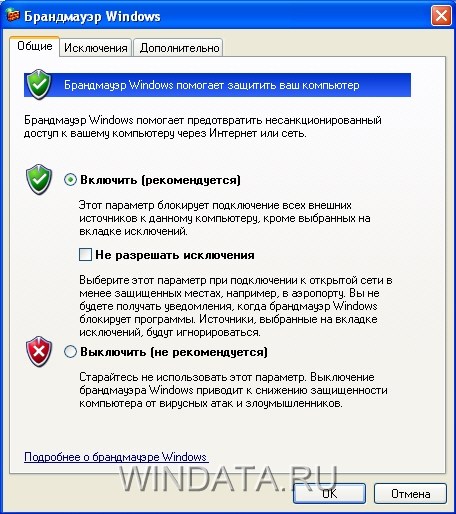 Брандмауэр Windows
Общие Исключения Дополнительно
Брандмауэр Windows помогает защитить ваш компьютер
Брандмауэр Windows помогает предотвратить несанкционированный
доступ к вашему компьютеру через Интернет или сеть.
Включить (рекомендуется)
Этот параметр блокирует подключение всех внешних
источников к данному компьютеру, кроме выбранных на
вкладке исключений.
Не разрешать исключения
Выберите этот параметр при подключении к открытой сети в
менее защищенных местах, например, в аэропорту. Вы не
будете получать уведомления, когда брандмауэр Windows
блокирует программы. Источники, выбранные на вкладке
исключений, будут игнорироваться.
Выключить (не рекомендуется)
Старайтесь не использовать этот параметр. Выключение
брандмауэра Windows приводит к снижению защищенности
компьютера от вирусных атак и злоумышленников.
Подробнее о брандмауэре Windows
WINDATA.RU
OK Отмена